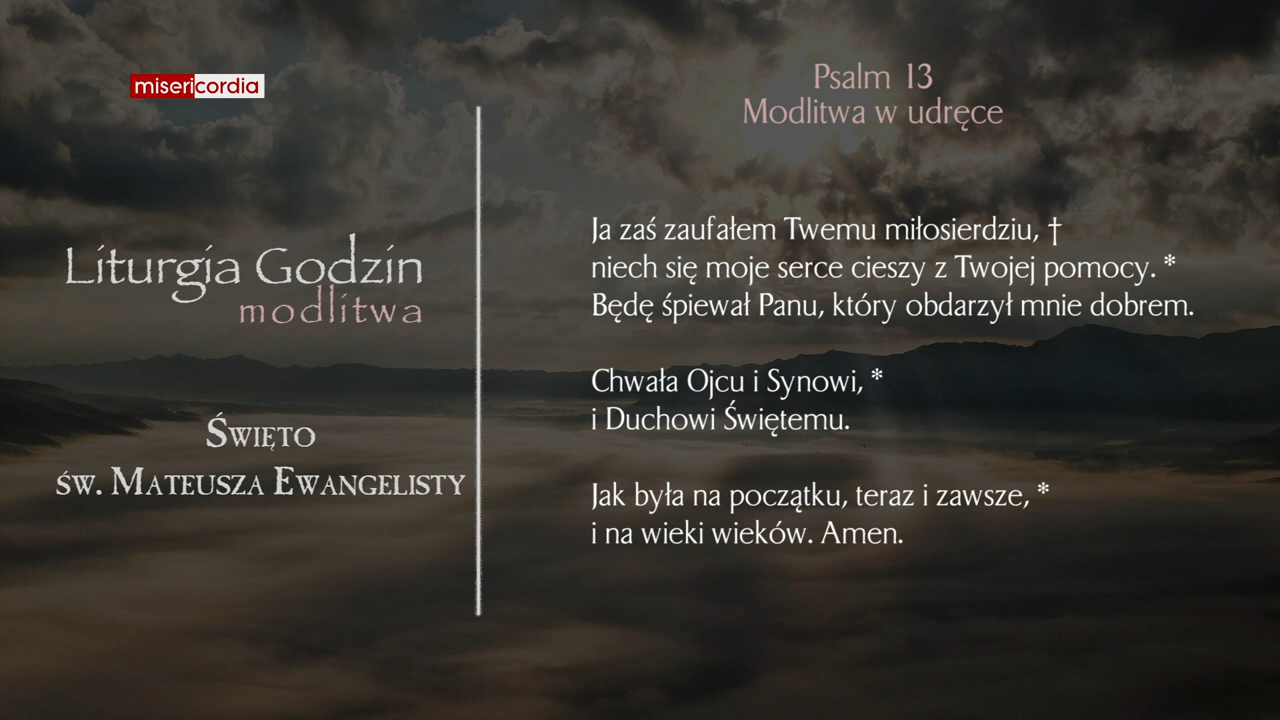 misericordia
Liturgia Godzin
modlitwa
Święto
św. Mateusza Ewangelisty
Psalm 13
Modlitwa w udręce
Ja zaś zaufałem Twemu miłosierdziu, †
niech się moje serce cieszy z Twojej pomocy. *
Będę śpiewał Panu, który obdarzył mnie dobrem.
Chwała Ojcu i Synowi, *
i Duchowi Świętemu.
Jak była na początku, teraz i zawsze, *
i na wieki wieków. Amen.